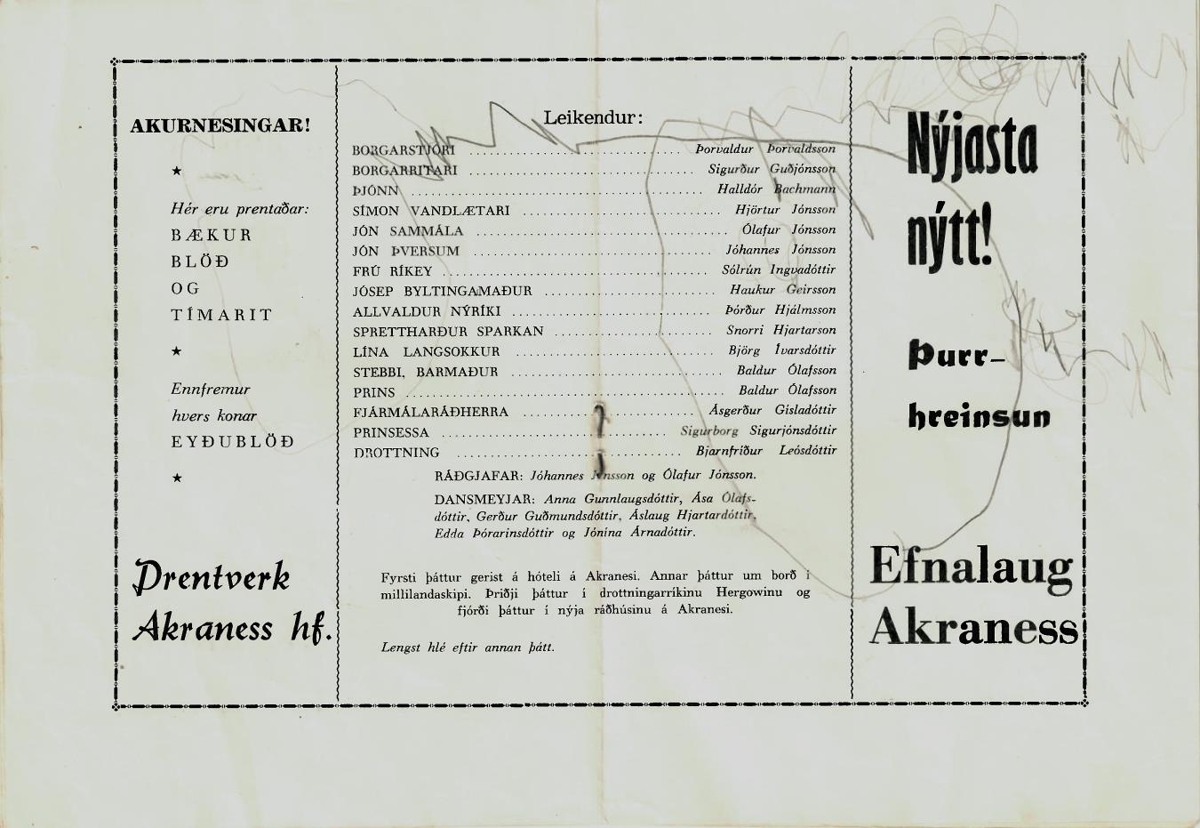 AKURNESINGAR!
Hér eru prentaðar:
BÆKUR
BLÖÐ
OG
TÍMARIT
Ennfremur
hvers konar
EYÐUBLÖÐ
Prentverk
Akraness hf.
Leikendur:
BORGARSTJÓRI Þorvaldur Þorvaldsson
BORGARRITARI Sigurður Guðjónsson
ÞJÓNN Halldór Bachmann
SÍMON VANDLÆTARI Hjörtur Jónsson
JÓN SAMMÁLA Ólafur Jónsson
JÓN ÞVERSUM Jóhannes Jónsson
FRÚ RÍKEY Sólrún Ingvadóttir
JÓSEP BYLTINGAMAÐUR Haukur Geirsson
ALLVALDUR NÝRÍKI Þórður Hjálmsson
SPRETTHARÐUR SPARKAN Snorri Hjartarson
LÍNA LANGSOKKUR Björg Ívarsdóttir
STEBBI, BARMAÐUR Baldur Ólafsson
PRINS Baldur Ólafsson
FJÁRMÁLARÁÐHERRA Ásgerður Gísladóttir
PRINSESSA Sigurborg Sigurjónsdóttir
DROTTNING Bjarnfríður Leósdóttir
RÁÐGJAFAR: Jóhannes Jónsson og Ólafur Jónsson.
DANSMEYJAR: Anna Gunnlaugsdóttir, Ása Ólafs-
dóttir, Gerður Guðmundsdóttir, Áslaug Hjartardóttir,
Edda Þórarinsdóttir og Jónína Árnadóttir.
Fyrsti þáttur gerist á hóteli á Akranesi. Annar þáttur um borð í
millilandaskipi. Þriðji þáttur í drottningarríkinu Hergowinu og
fjórði þáttur í nýja ráðhúsinu á Akranesi.
Lengst hlé eftir annan þátt.
Nýjasta
nýtt!
Þurr-
hreinsun
Efnalaug
Akraness